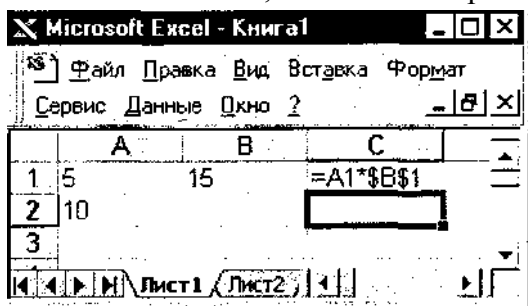 Microsoft Excel - Книга1
Файл Правка Вид Вставка Формат
Сервис Данные Окно ?
A B C
1 5 15 =A1*$B$1
2 10
3
Лист1 Лист2